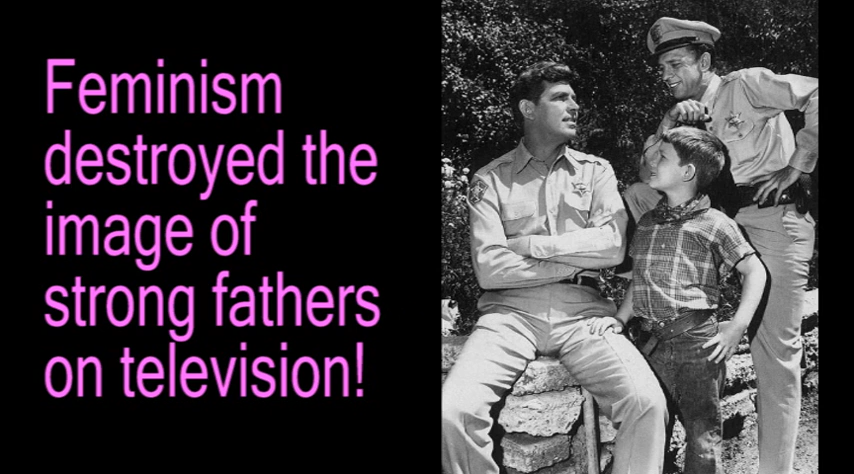 Feminism
destroyed the
image of
strong fathers
on television!